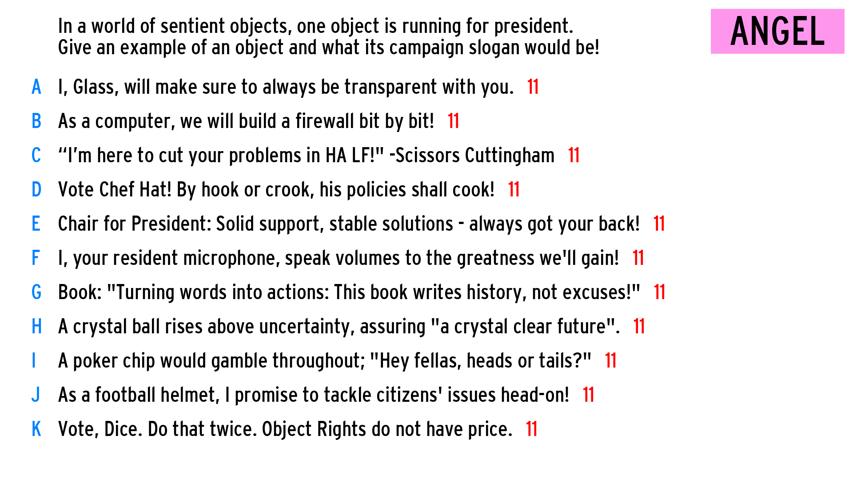 In a world of sentient objects, one object is running for president.
Give an example of an object and what its campaign slogan would be!
ANGEL
A I, Glass, will make sure to always be transparent with you. 11
B As a computer, we will build a firewall bit by bit! 11
C “I’m here to cut your problems in HA LF!" -Scissors Cuttingham 11
D Vote Chef Hat! By hook or crook, his policies shall cook! 11
E Chair for President: Solid support, stable solutions - always got your back! 11
F I, your resident microphone, speak volumes to the greatness we'll gain! 11
G Book: "Turning words into actions: This book writes history, not excuses!" 11
H A crystal ball rises above uncertainty, assuring "a crystal clear future". 11
I A poker chip would gamble throughout; "Hey fellas, heads or tails?" 11
J As a football helmet, I promise to tackle citizens' issues head-on! 11
K Vote, Dice. Do that twice. Object Rights do not have price. 11